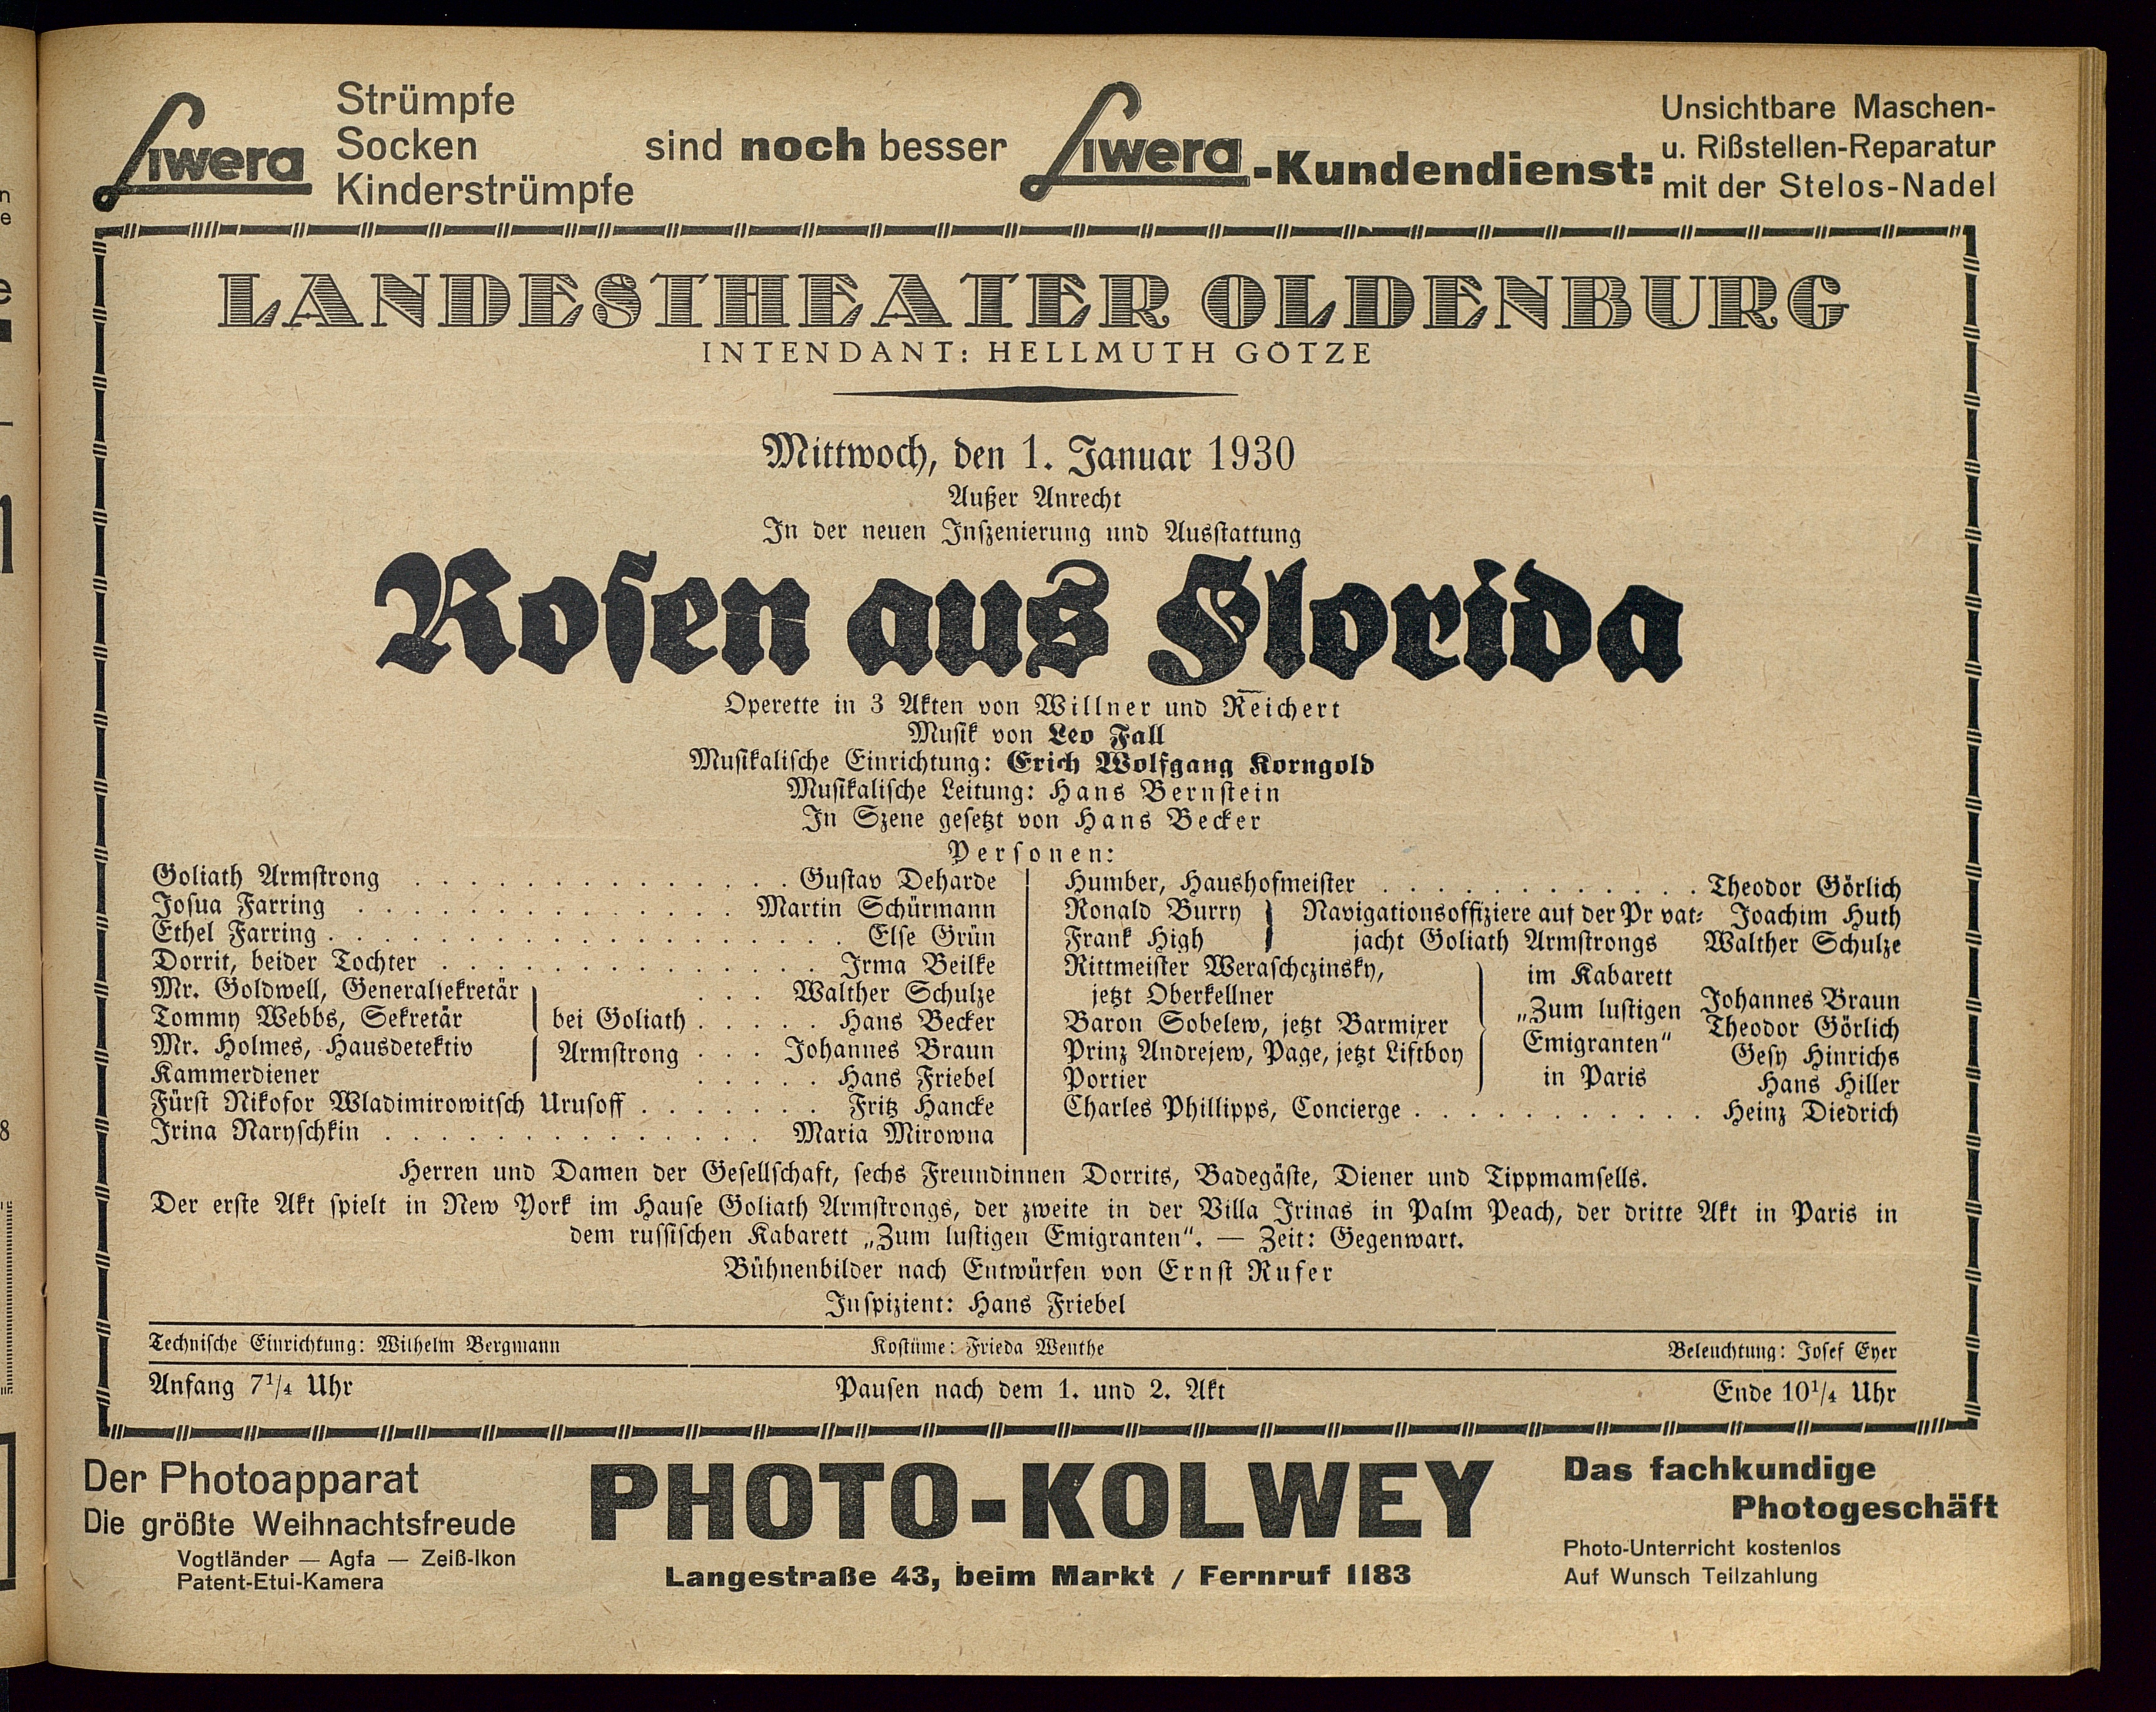 Siwera
Strümpfe
Socken
Kinderstrümpfe
sind noch besser
Siwera-Kundendienst:
Unsichtbare Maschen-
u. Rißstellen-Reparatur
mit der Stelos-Nadel
LANDESTHEATER OLDENBURG
INTENDANT: HELLMUTH GÖTZE
Mittwoch, den 1. Januar 1930
Außer Anrecht
In der neuen Inszenierung und Ausstattung
Rosen aus Florida
Operette in 3 Akten von Willner und Reichert
Musik von Leo Fall
Musikalische Einrichtung: Erich Wolfgang Korngold
Musikalische Leitung: Hans Bernstein
In Szene gesetzt von Hans Becker
Personen:
Goliath Armstrong . . . . . . . . . . . . . . Gustav Deharde
Josua Farring . . . . . . . . . . . . . . Martin Schürmann
Ethel Farring . . . . . . . . . . . . . . . . . . . Else Grün
Dorrit, beider Tochter . . . . . . . . . . . . . . Irma Beilke
Mr. Goldwell, Generalsekretär . . . Walther Schulze
Tommy Webbs, Sekretär bei Goliath . . . . . Hans Becker
Mr. Holmes, Hausdetektiv Armstrong . . . Johannes Braun
Kammerdiener . . . . . Hans Friebel
Fürst Nikofor Wladimirowitsch Urusoff . . . . . . . Fritz Hancke
Irina Naryschkin . . . . . . . . . . . . . . Maria Mirowna
Humber, Haushofmeister . . . . . . . . . . . . Theodor Görlich
Ronald Burry Navigationsoffiziere auf der Pr vat- Joachim Huth
Frank High jacht Goliath Armstrongs Walther Schulze
Rittmeister Weraschczinsky,
jetzt Oberkellner
Baron Sobelew, jetzt Barmixer
Prinz Andrejew, Page, jetzt Liftboy
Portier
im Kabarett
„Zum lustigen
Emigranten“
in Paris
Johannes Braun
Theodor Görlich
Gesy Hinrichs
Hans Hiller
Charles Phillipps, Concierge . . . . . . . . . . . Heinz Diedrich
Herren und Damen der Gesellschaft, sechs Freundinnen Dorrits, Badegäste, Diener und Tippmamsells.
Der erste Akt spielt in New York im Hause Goliath Armstrongs, der zweite in der Villa Irinas in Palm Peach, der dritte Akt in Paris in
dem russischen Kabarett „Zum lustigen Emigranten“. — Zeit: Gegenwart.
Bühnenbilder nach Entwürfen von Ernst Rufer
Inspizient: Hans Friebel
Technische Einrichtung: Wilhelm Bergmann Kostüme: Frieda Wenthe Beleuchtung: Josef Eyer
Anfang 7¼ Uhr Pausen nach dem 1. und 2. Akt Ende 10¼ Uhr
Der Photoapparat
Die größte Weihnachtsfreude
Vogtländer — Agfa — Zeiß-Ikon
Patent-Etui-Kamera
PHOTO-KOLWEY
Langestraße 43, beim Markt / Fernruf 1183
Das fachkundige
Photogeschäft
Photo-Unterricht kostenlos
Auf Wunsch Teilzahlung